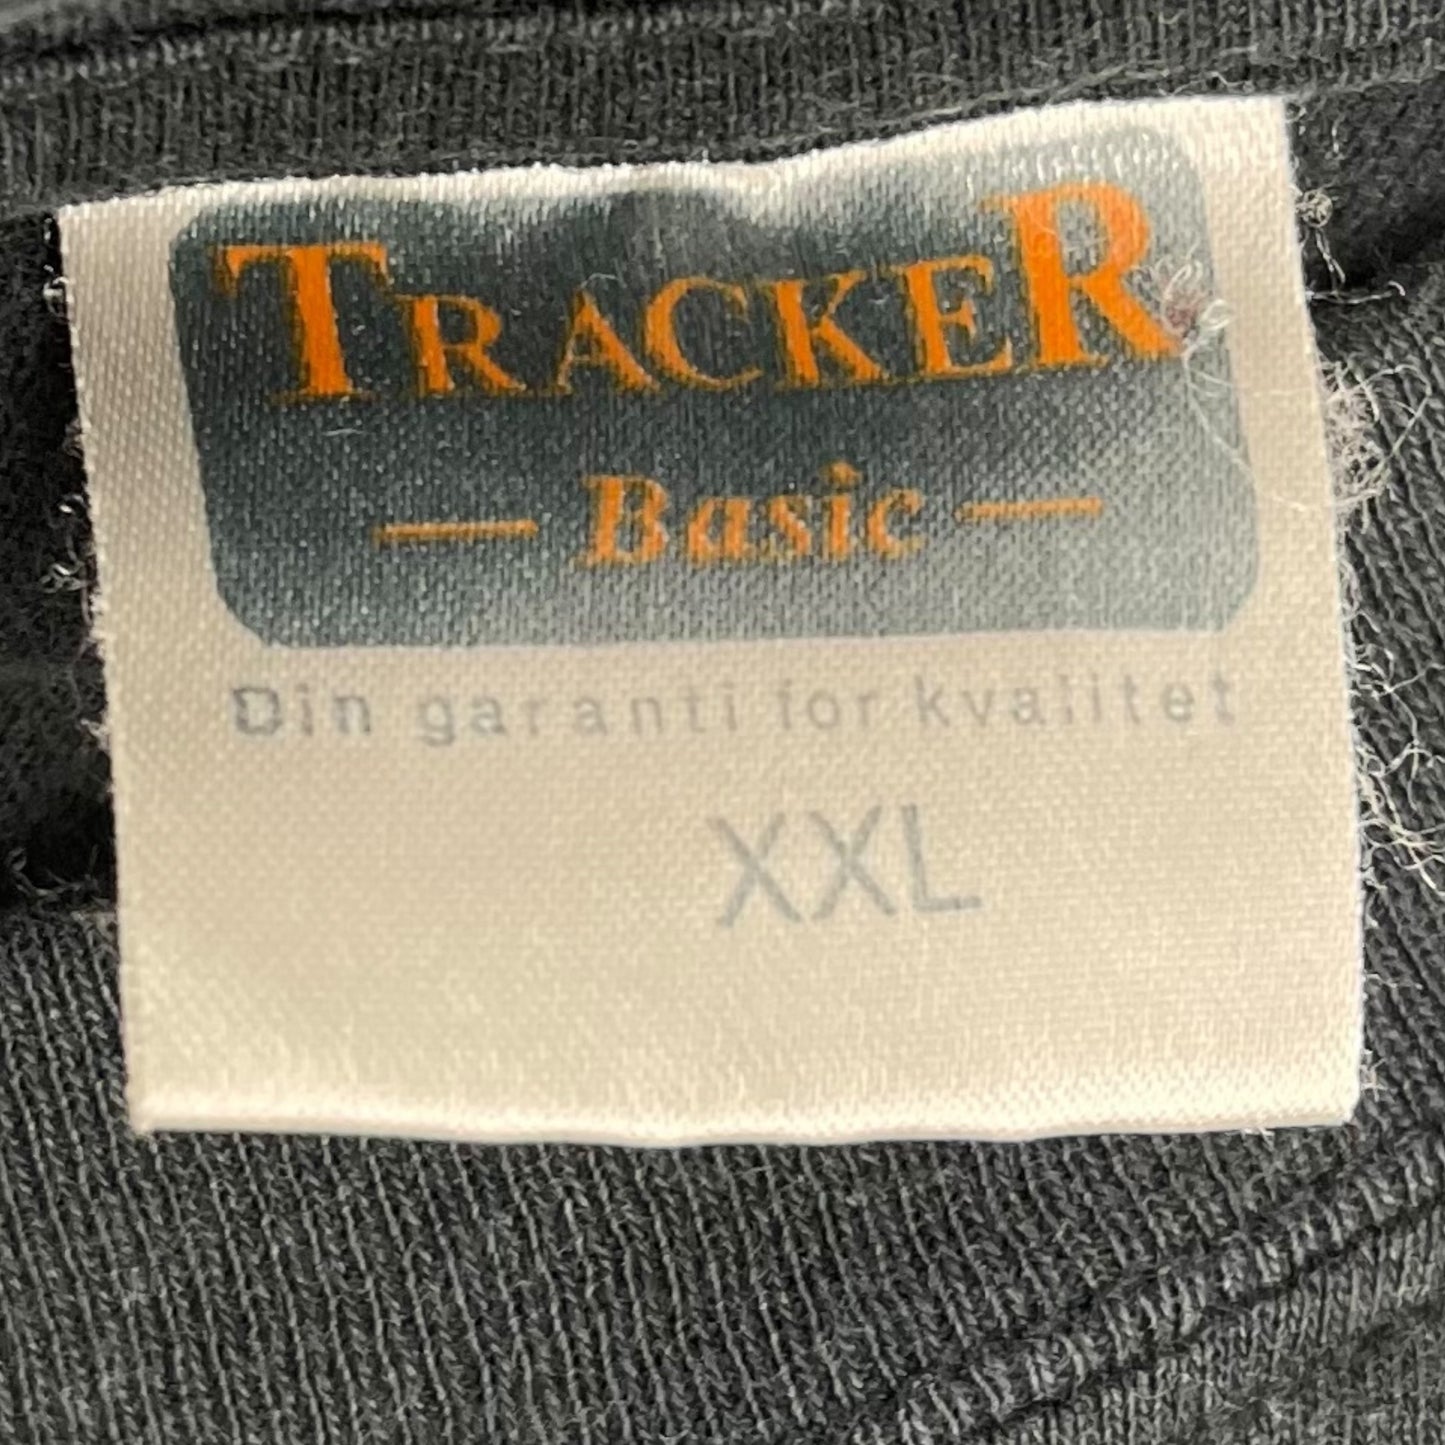 TRACKER
— Basic —
Din garanti for kvalitet
XXL